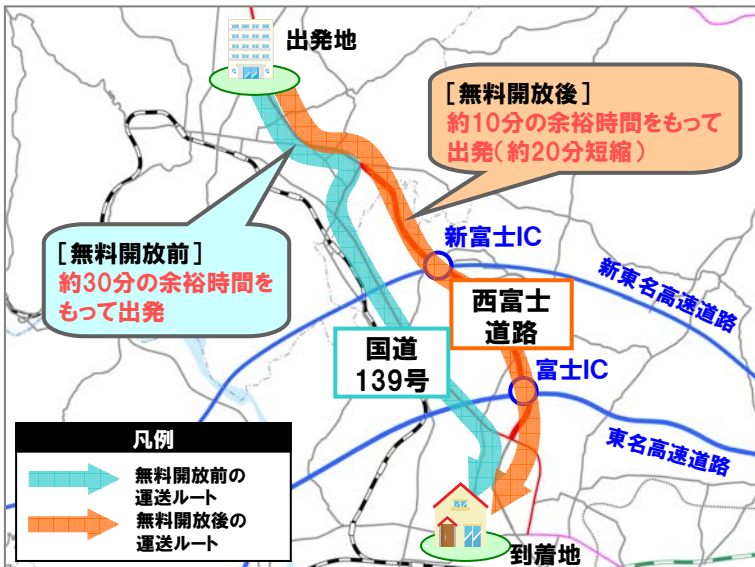 出発地
[無料開放後]
約10分の余裕時間をもって
出発(約20分短縮)
[無料開放前]
約30分の余裕時間を
もって出発
新富士IC
新東名高速道路
西富士
道路
国道
139号
富士IC
東名高速道路
凡例
無料開放前の
運送ルート
無料開放後の
運送ルート
到着地